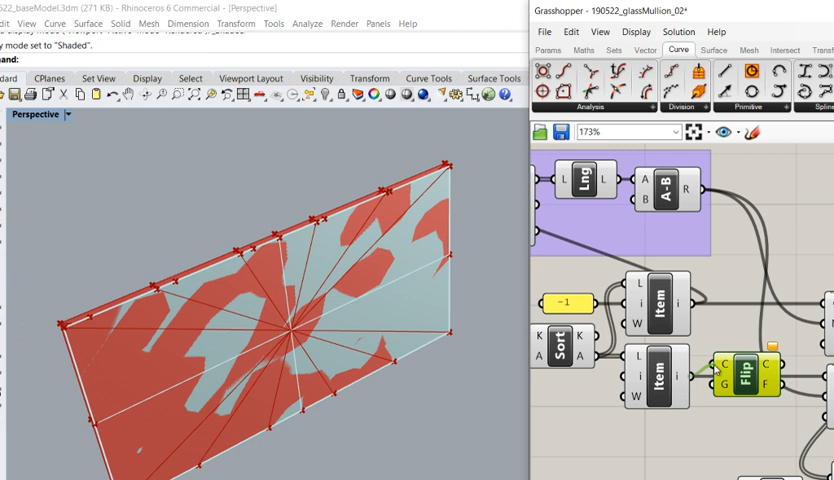 522_baseModel.3dm (271 KB) - Rhinoceros 6 Commercial - [Perspective]
View Curve Surface Solid Mesh Dimension Transform Tools Analyze Render Panels Help
y mode set to "Shaded".
mand:
dard CPlanes Set View Display Select Viewport Layout Visibility Transform Curve Tools Surface Tools
Perspective
Grasshopper - 190522_glassMullion_02*
File Edit View Display Solution Help
Params Maths Sets Vector Curve Surface Mesh Intersect Transf
Analysis Division Primitive Spline
173%
L Lng L
A B A-B R
-1
L i W Item i
K A Sort K A
L i W Item i
C G Flip C F